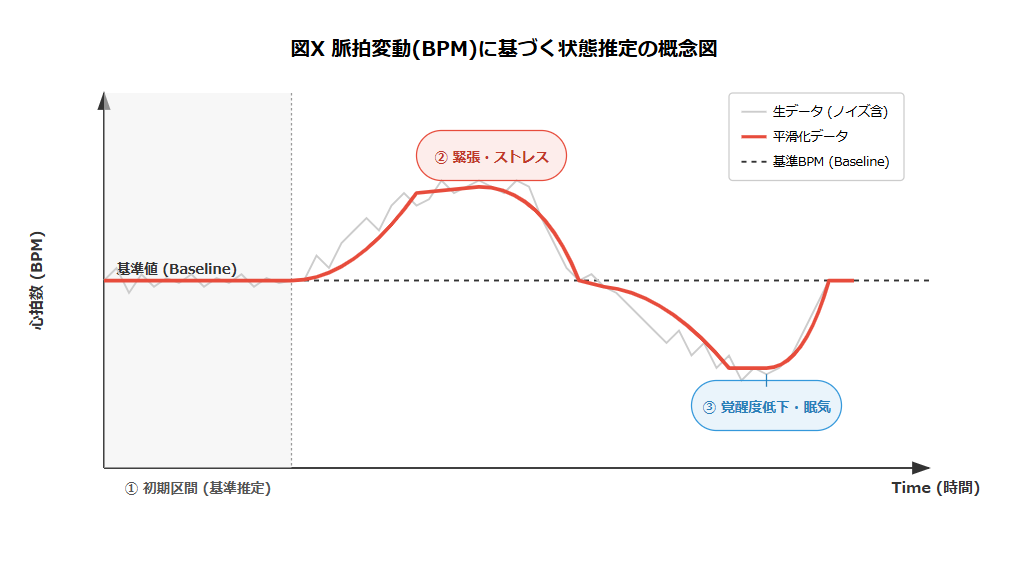 図X 脈拍変動(BPM)に基づく状態推定の概念図
生データ (ノイズ含)
平滑化データ
基準BPM (Baseline)
② 緊張・ストレス
基準値 (Baseline)
心拍数 (BPM)
③ 覚醒度低下・眠気
① 初期区間 (基準推定)
Time (時間)